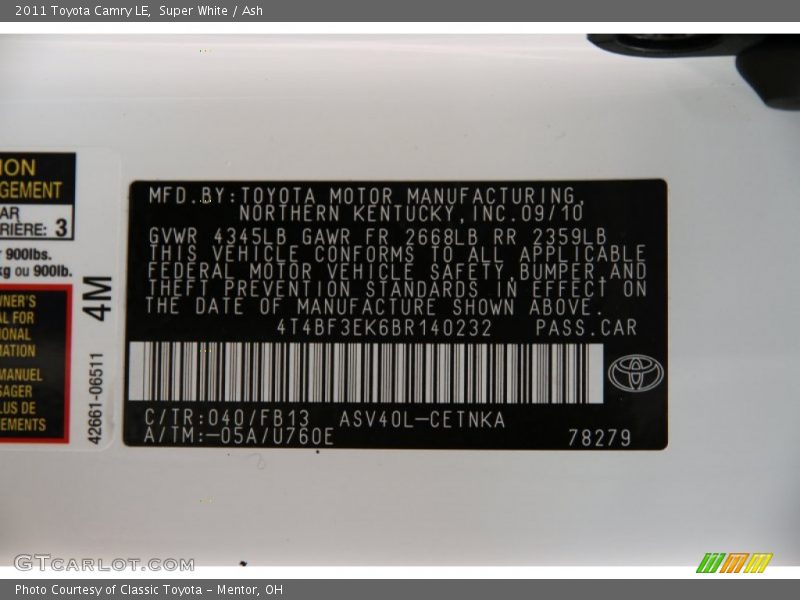 2011 Toyota Camry LE, Super White / Ash
ION
GEMENT
AR
RIÈRE: 3
900lbs.
kg ou 900lb.
WNER'S
AL FOR
IONAL
MATION
MANUEL
SAGER
LUS DE
EMENTS
4M
42661-06511
MFD.BY:TOYOTA MOTOR MANUFACTURING,
NORTHERN KENTUCKY,INC.09/10
GVWR 4345LB GAWR FR 2668LB RR 2359LB
THIS VEHICLE CONFORMS TO ALL APPLICABLE
FEDERAL MOTOR VEHICLE SAFETY,BUMPER,AND
THEFT PREVENTION STANDARDS IN EFFECT ON
THE DATE OF MANUFACTURE SHOWN ABOVE.
4T4BF3EK6BR140232 PASS.CAR
C/TR:040/FB13 ASV40L-CETNKA
A/TM:-05A/U760E
78279
GTCARLOT.COM
Photo Courtesy of Classic Toyota - Mentor, OH